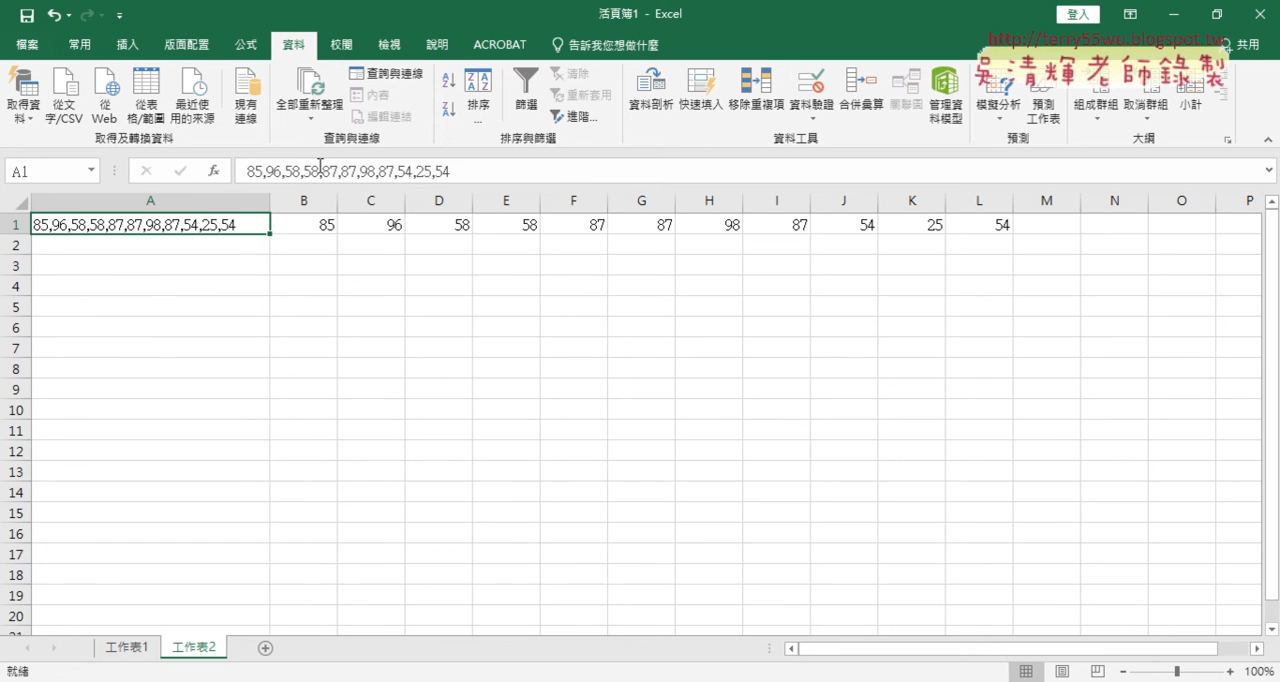 活頁簿1 - Excel
登入
http://terry55wu.blogspot.tw
吳清輝老師錄製
檔案 常用 插入 版面配置 公式 資料 校閱 檢視 說明 ACROBAT 告訴我您想做什麼 共用
取得資料 從文字/CSV 從Web 從表格/範圍 最近使用的來源 現有連線 全部重新整理 查詢與連線 內容 編輯連結 排序... 篩選 清除 重新套用 進階... 資料剖析 快速填入 移除重複項 資料驗證 合併彙算 關聯圖 管理資料模型 模擬分析 預測工作表 組成群組 取消群組 小計
取得及轉換資料 查詢與連線 排序與篩選 資料工具 預測 大綱
A1 fx 85,96,58,58,87,87,98,87,54,25,54
A B C D E F G H I J K L M N O P
1 85,96,58,58,87,87,98,87,54,25,54 85 96 58 58 87 87 98 87 54 25 54
2
3
4
5
6
7
8
9
10
11
12
13
14
15
16
17
18
19
20
工作表1 工作表2
就緒 100%